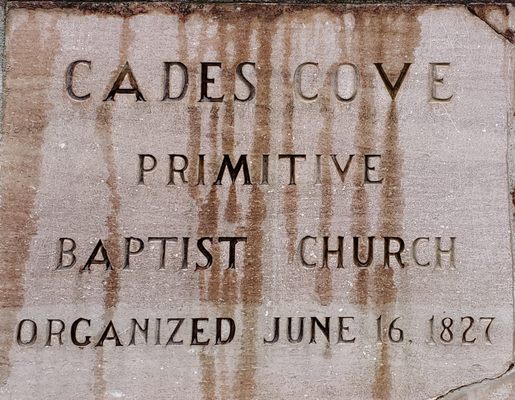 CADES COVE
PRIMITIVE
BAPTIST CHURCH
ORGANIZED JUNE 16, 1827